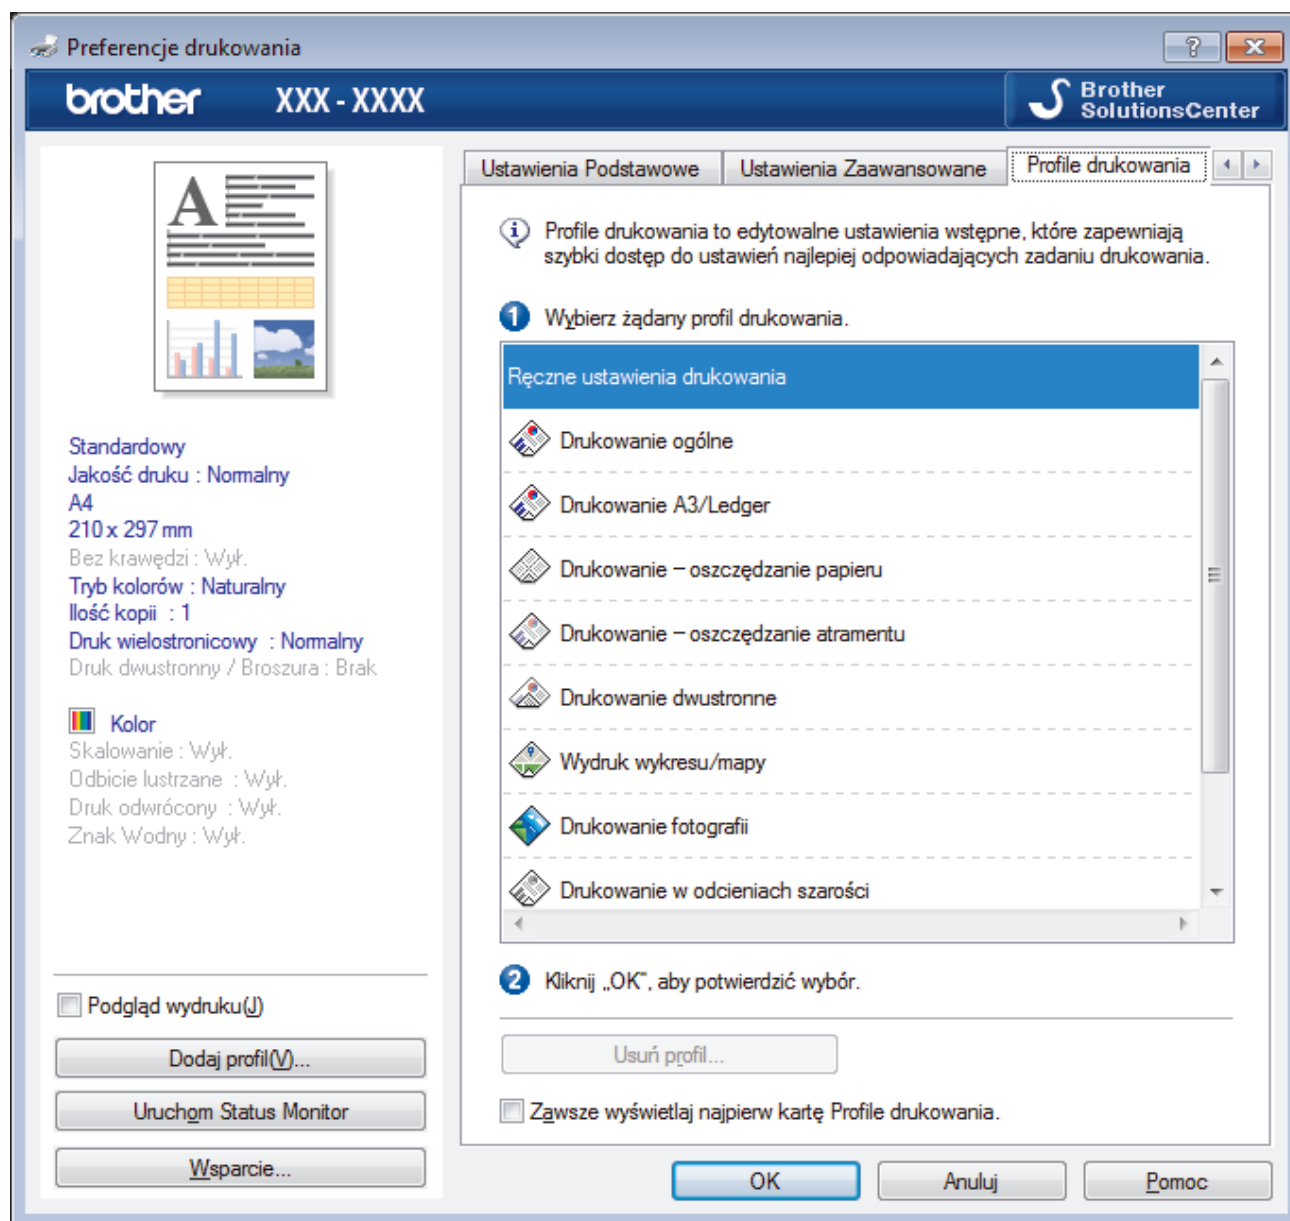 Preferencje drukowania
brother XXX - XXXX
Brother
SolutionsCenter
Standardowy
Jakość druku : Normalny
A4
210 x 297 mm
Bez krawędzi : Wył.
Tryb kolorów : Naturalny
Ilość kopii : 1
Druk wielostronicowy : Normalny
Druk dwustronny / Broszura : Brak
Kolor
Skalowanie : Wył.
Odbicie lustrzane : Wył.
Druk odwrócony : Wył.
Znak Wodny : Wył.
Podgląd wydruku(J)
Dodaj profil(V)...
Uruchom Status Monitor
Wsparcie...
Ustawienia Podstawowe
Ustawienia Zaawansowane
Profile drukowania
Profile drukowania to edytowalne ustawienia wstępne, które zapewniają
szybki dostęp do ustawień najlepiej odpowiadających zadaniu drukowania.
1 Wybierz żądany profil drukowania.
Ręczne ustawienia drukowania
Drukowanie ogólne
Drukowanie A3/Ledger
Drukowanie – oszczędzanie papieru
Drukowanie – oszczędzanie atramentu
Drukowanie dwustronne
Wydruk wykresu/mapy
Drukowanie fotografii
Drukowanie w odcieniach szarości
2 Kliknij „OK”, aby potwierdzić wybór.
Usuń profil...
Zawsze wyświetlaj najpierw kartę Profile drukowania.
OK
Anuluj
Pomoc